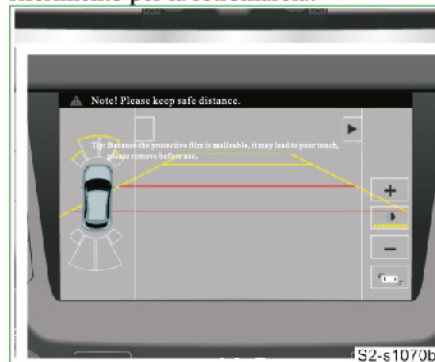 Note! Please keep safe distance.
Tip: Because the protective film is malleable, it may lead to poor touch,
please remove before use.
S2-s1070b